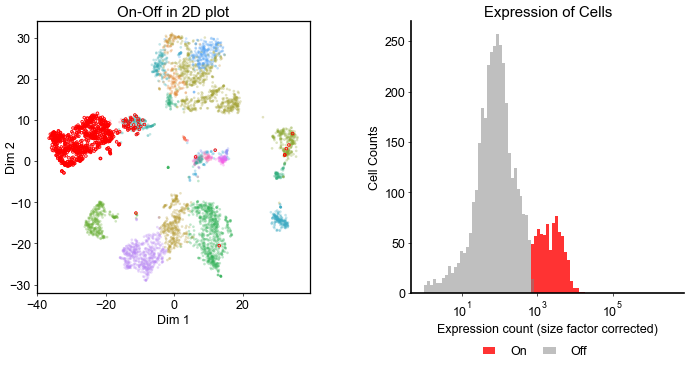 On-Off in 2D plot
Dim 2
30
20
10
0
−10
−20
−30
−40
−20
0
20
Dim 1
Expression of Cells
Cell Counts
250
200
150
100
50
0
10^1
10^3
10^5
Expression count (size factor corrected)
On
Off